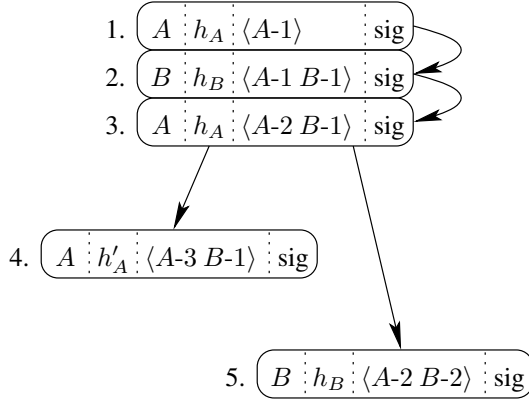 1. A h_A ⟨A-1⟩ sig
2. B h_B ⟨A-1 B-1⟩ sig
3. A h_A ⟨A-2 B-1⟩ sig
4. A h′_A ⟨A-3 B-1⟩ sig
5. B h_B ⟨A-2 B-2⟩ sig